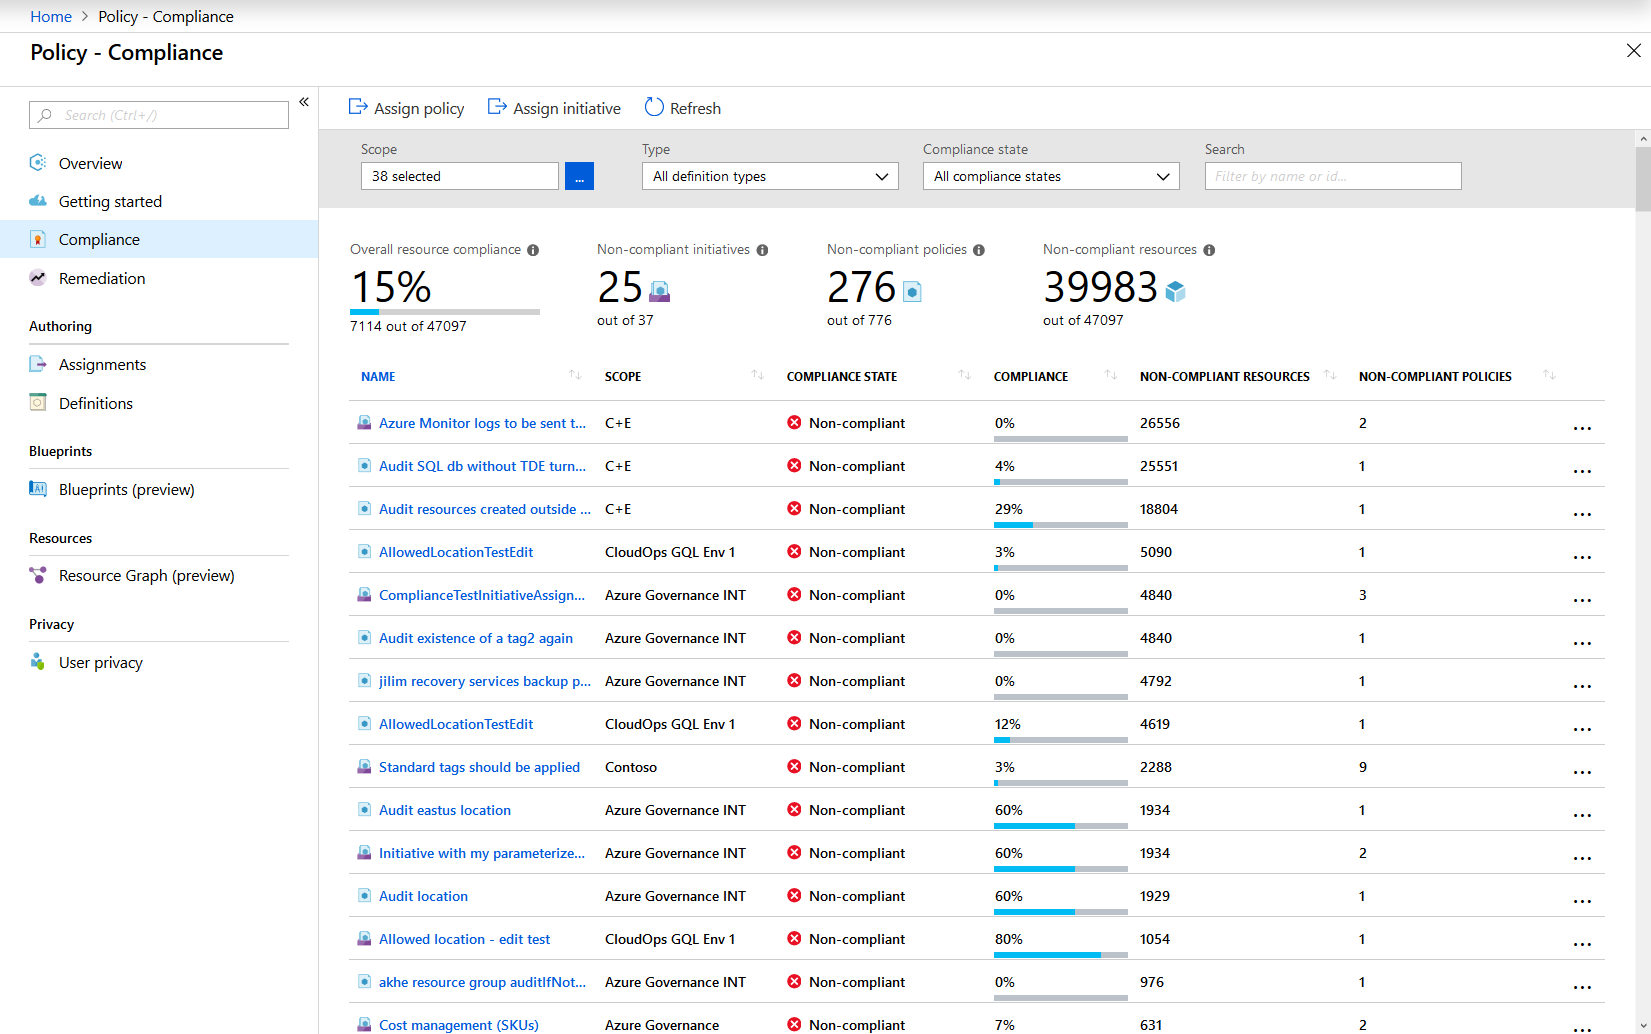 Home > Policy - Compliance
Policy - Compliance
Search (Ctrl+/)
Overview
Getting started
Compliance
Remediation
Authoring
Assignments
Definitions
Blueprints
Blueprints (preview)
Resources
Resource Graph (preview)
Privacy
User privacy
Assign policy Assign initiative Refresh
Scope Type Compliance state Search
38 selected ... All definition types All compliance states Filter by name or id...
Overall resource compliance Non-compliant initiatives Non-compliant policies Non-compliant resources
15% 25 276 39983
7114 out of 47097 out of 37 out of 776 out of 47097
NAME SCOPE COMPLIANCE STATE COMPLIANCE NON-COMPLIANT RESOURCES NON-COMPLIANT POLICIES
Azure Monitor logs to be sent t... C+E Non-compliant 0% 26556 2 ...
Audit SQL db without TDE turn... C+E Non-compliant 4% 25551 1 ...
Audit resources created outside ... C+E Non-compliant 29% 18804 1 ...
AllowedLocationTestEdit CloudOps GQL Env 1 Non-compliant 3% 5090 1 ...
ComplianceTestInitiativeAssign... Azure Governance INT Non-compliant 0% 4840 3 ...
Audit existence of a tag2 again Azure Governance INT Non-compliant 0% 4840 1 ...
jilim recovery services backup p... Azure Governance INT Non-compliant 0% 4792 1 ...
AllowedLocationTestEdit CloudOps GQL Env 1 Non-compliant 12% 4619 1 ...
Standard tags should be applied Contoso Non-compliant 3% 2288 9 ...
Audit eastus location Azure Governance INT Non-compliant 60% 1934 1 ...
Initiative with my parameterize... Azure Governance INT Non-compliant 60% 1934 2 ...
Audit location Azure Governance INT Non-compliant 60% 1929 1 ...
Allowed location - edit test CloudOps GQL Env 1 Non-compliant 80% 1054 1 ...
akhe resource group auditIfNot... Azure Governance INT Non-compliant 0% 976 1 ...
Cost management (SKUs) Azure Governance Non-compliant 7% 631 2 ...